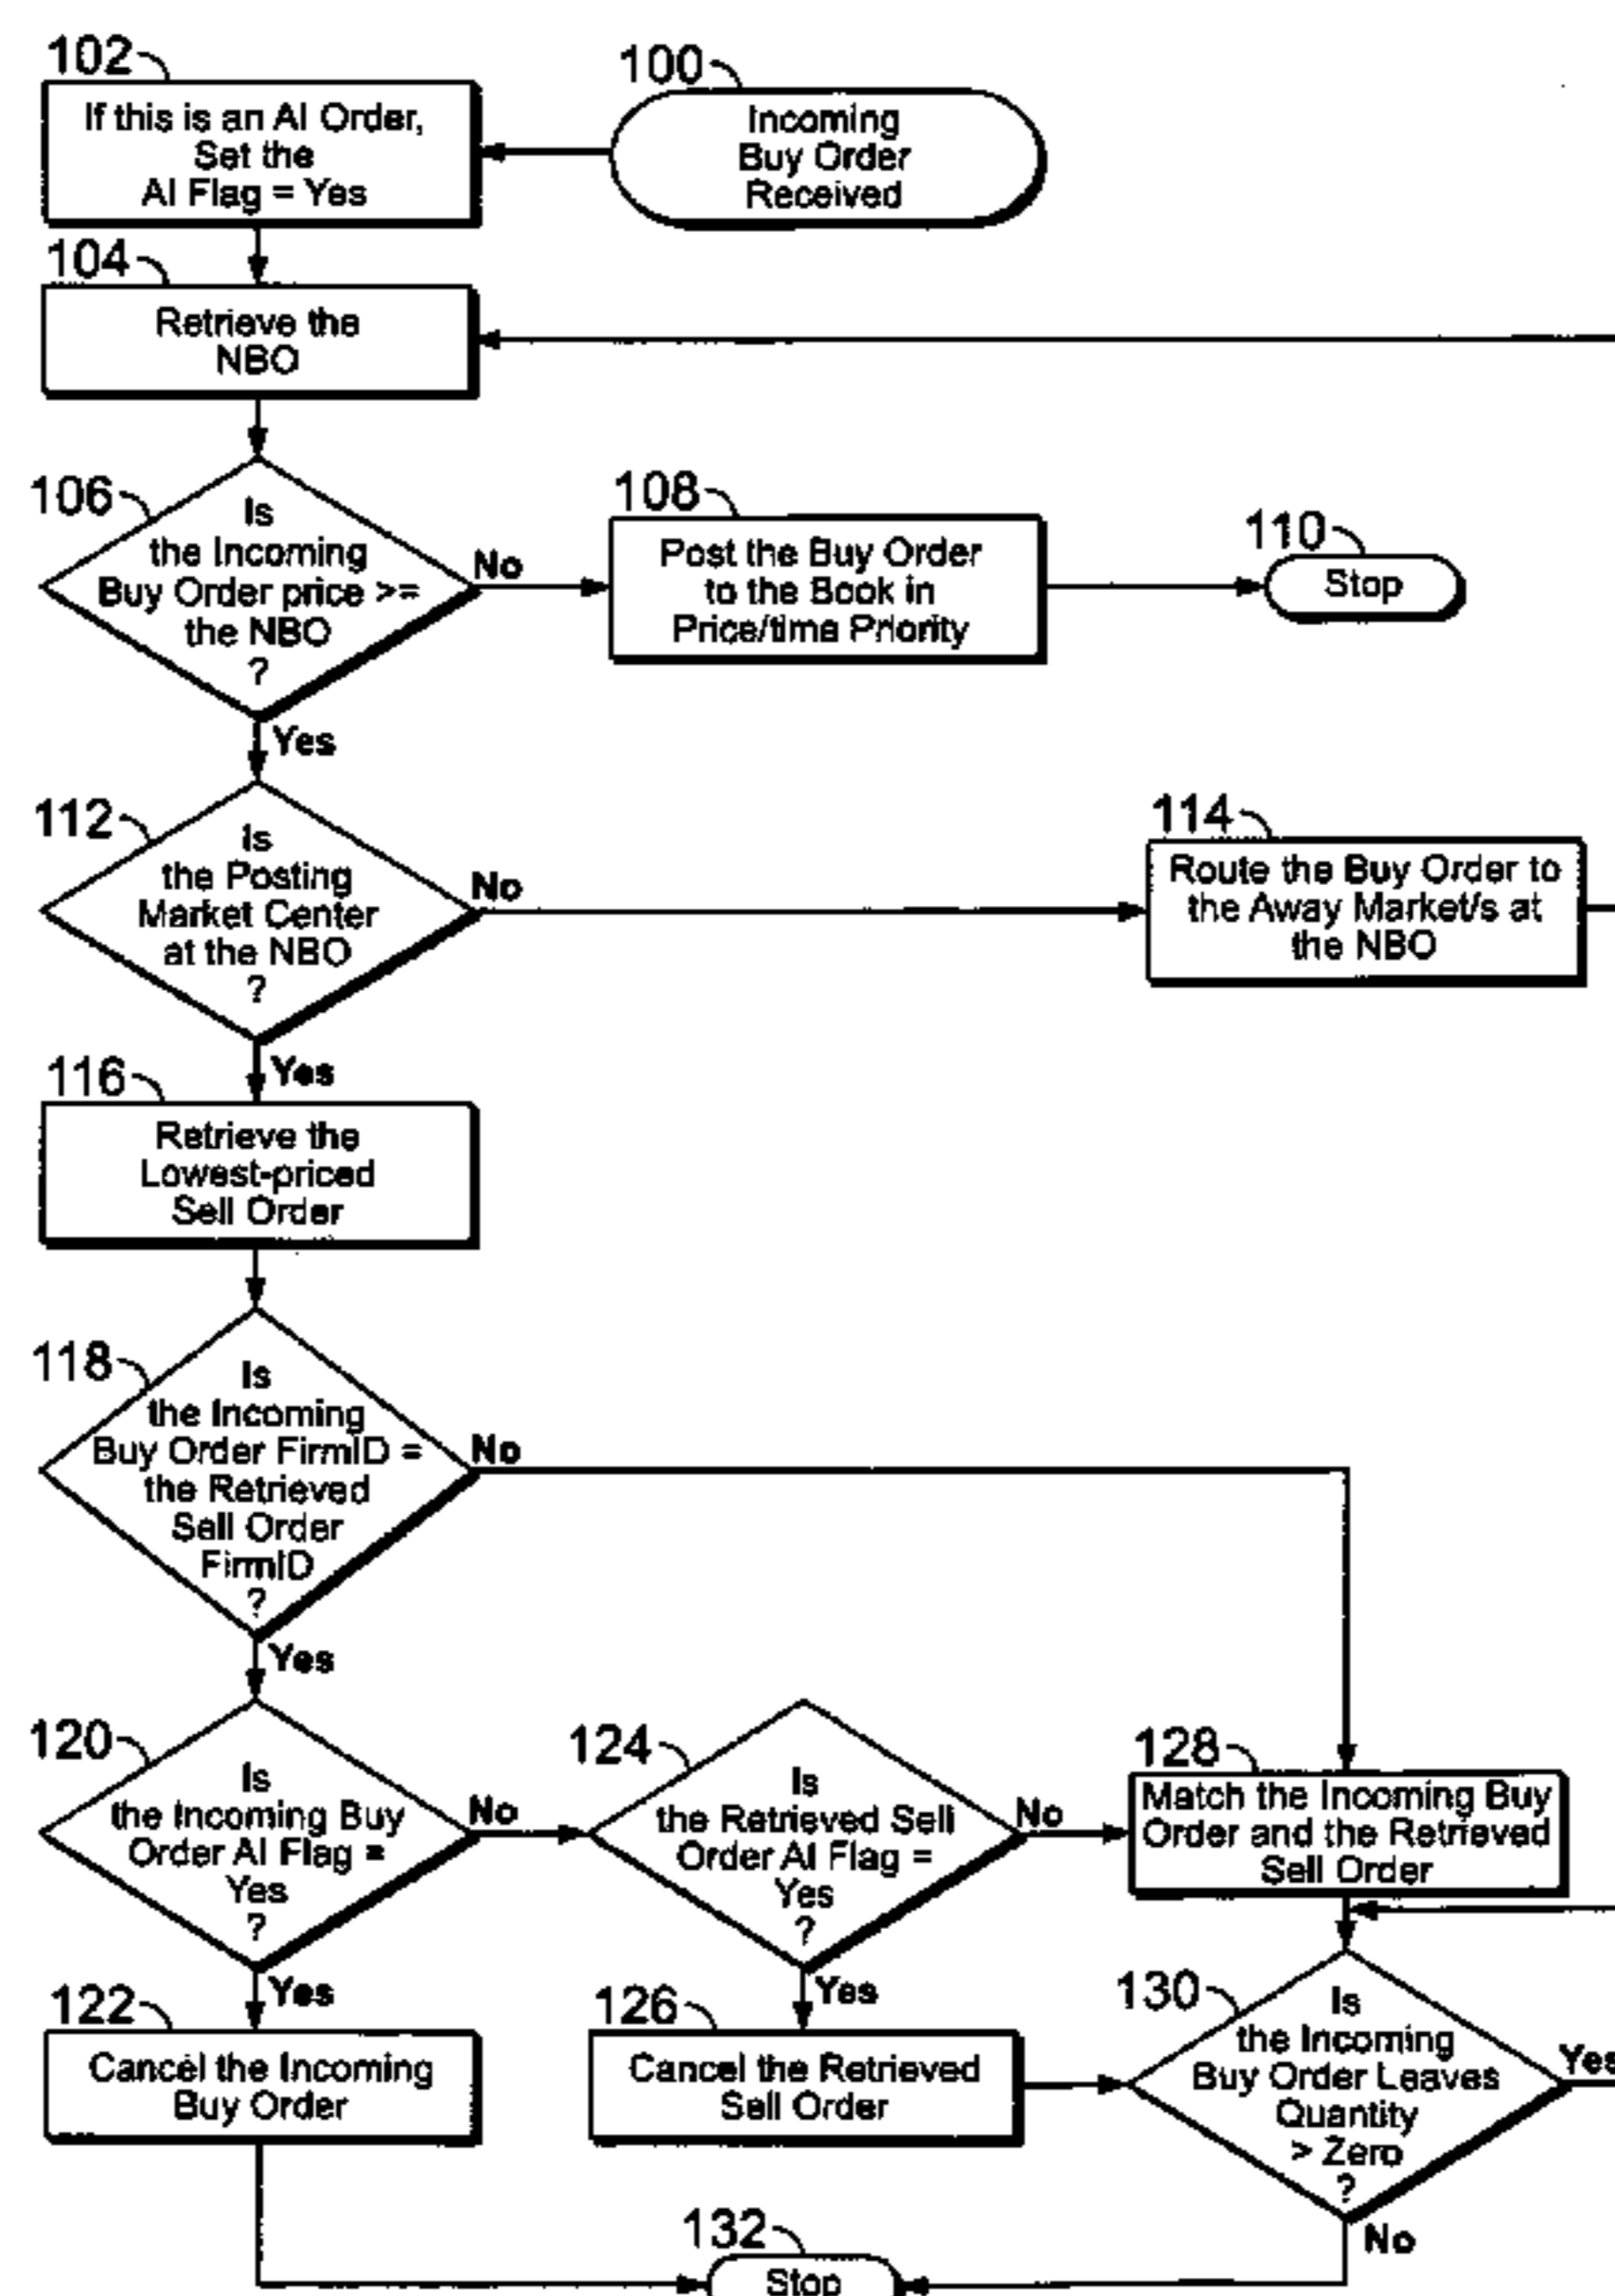 102
If this is an AI Order,
Set the
AI Flag = Yes
100
Incoming
Buy Order
Received
104
Retrieve the
NBO
106
Is
the Incoming
Buy Order price >=
the NBO
?
No
Yes
108
Post the Buy Order
to the Book in
Price/time Priority
110
Stop
112
Is
the Posting
Market Center
at the NBO
?
No
Yes
114
Route the Buy Order to
the Away Market/s at
the NBO
116
Retrieve the
Lowest-priced
Sell Order
118
Is
the Incoming
Buy Order FirmID =
the Retrieved
Sell Order
FirmID
?
No
Yes
120
Is
the Incoming Buy
Order AI Flag =
Yes
?
No
Yes
124
Is
the Retrieved Sell
Order AI Flag =
Yes
?
No
Yes
128
Match the Incoming Buy
Order and the Retrieved
Sell Order
122
Cancel the Incoming
Buy Order
126
Cancel the Retrieved
Sell Order
130
Is
the Incoming
Buy Order Leaves
Quantity
> Zero
?
Yes
No
132
Stop